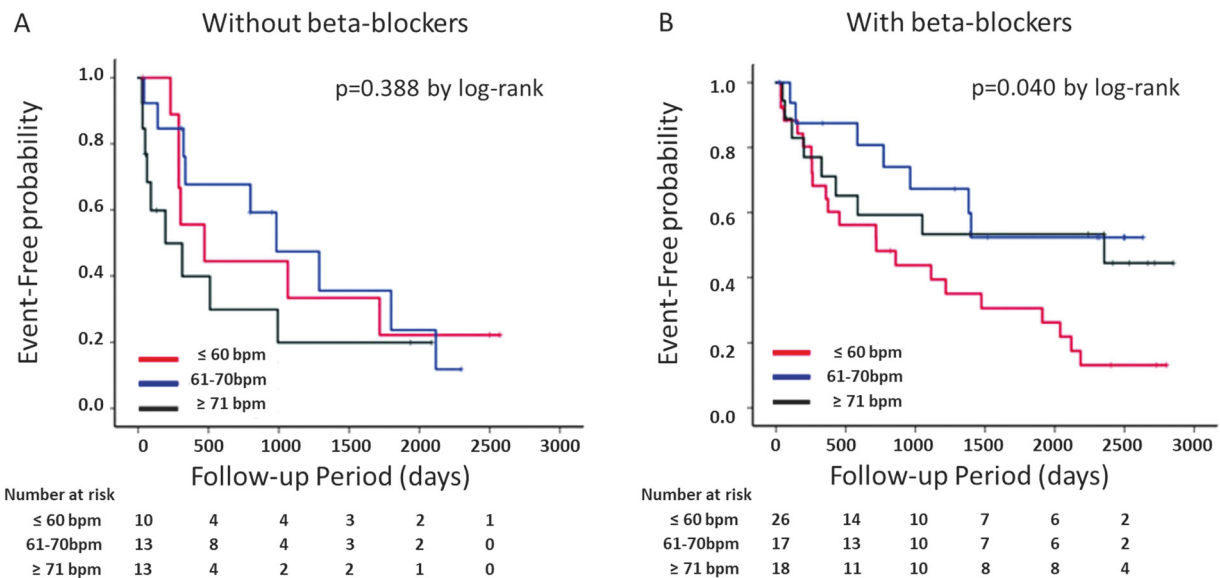 A
Without beta-blockers
p=0.388 by log-rank
Event-Free probability
1.0
0.8
0.6
0.4
0.2
0.0
≤ 60 bpm
61-70bpm
≥ 71 bpm
0 500 1000 1500 2000 2500 3000
Follow-up Period (days)
Number at risk
≤ 60 bpm 10 4 4 3 2 1
61-70bpm 13 8 4 3 2 0
≥ 71 bpm 13 4 2 2 1 0
B
With beta-blockers
p=0.040 by log-rank
Event-Free probability
1.0
0.8
0.6
0.4
0.2
0.0
≤ 60 bpm
61-70bpm
≥ 71 bpm
0 500 1000 1500 2000 2500 3000
Follow-up Period (days)
Number at risk
≤ 60 bpm 26 14 10 7 6 2
61-70bpm 17 13 10 7 6 2
≥ 71 bpm 18 11 10 8 8 4